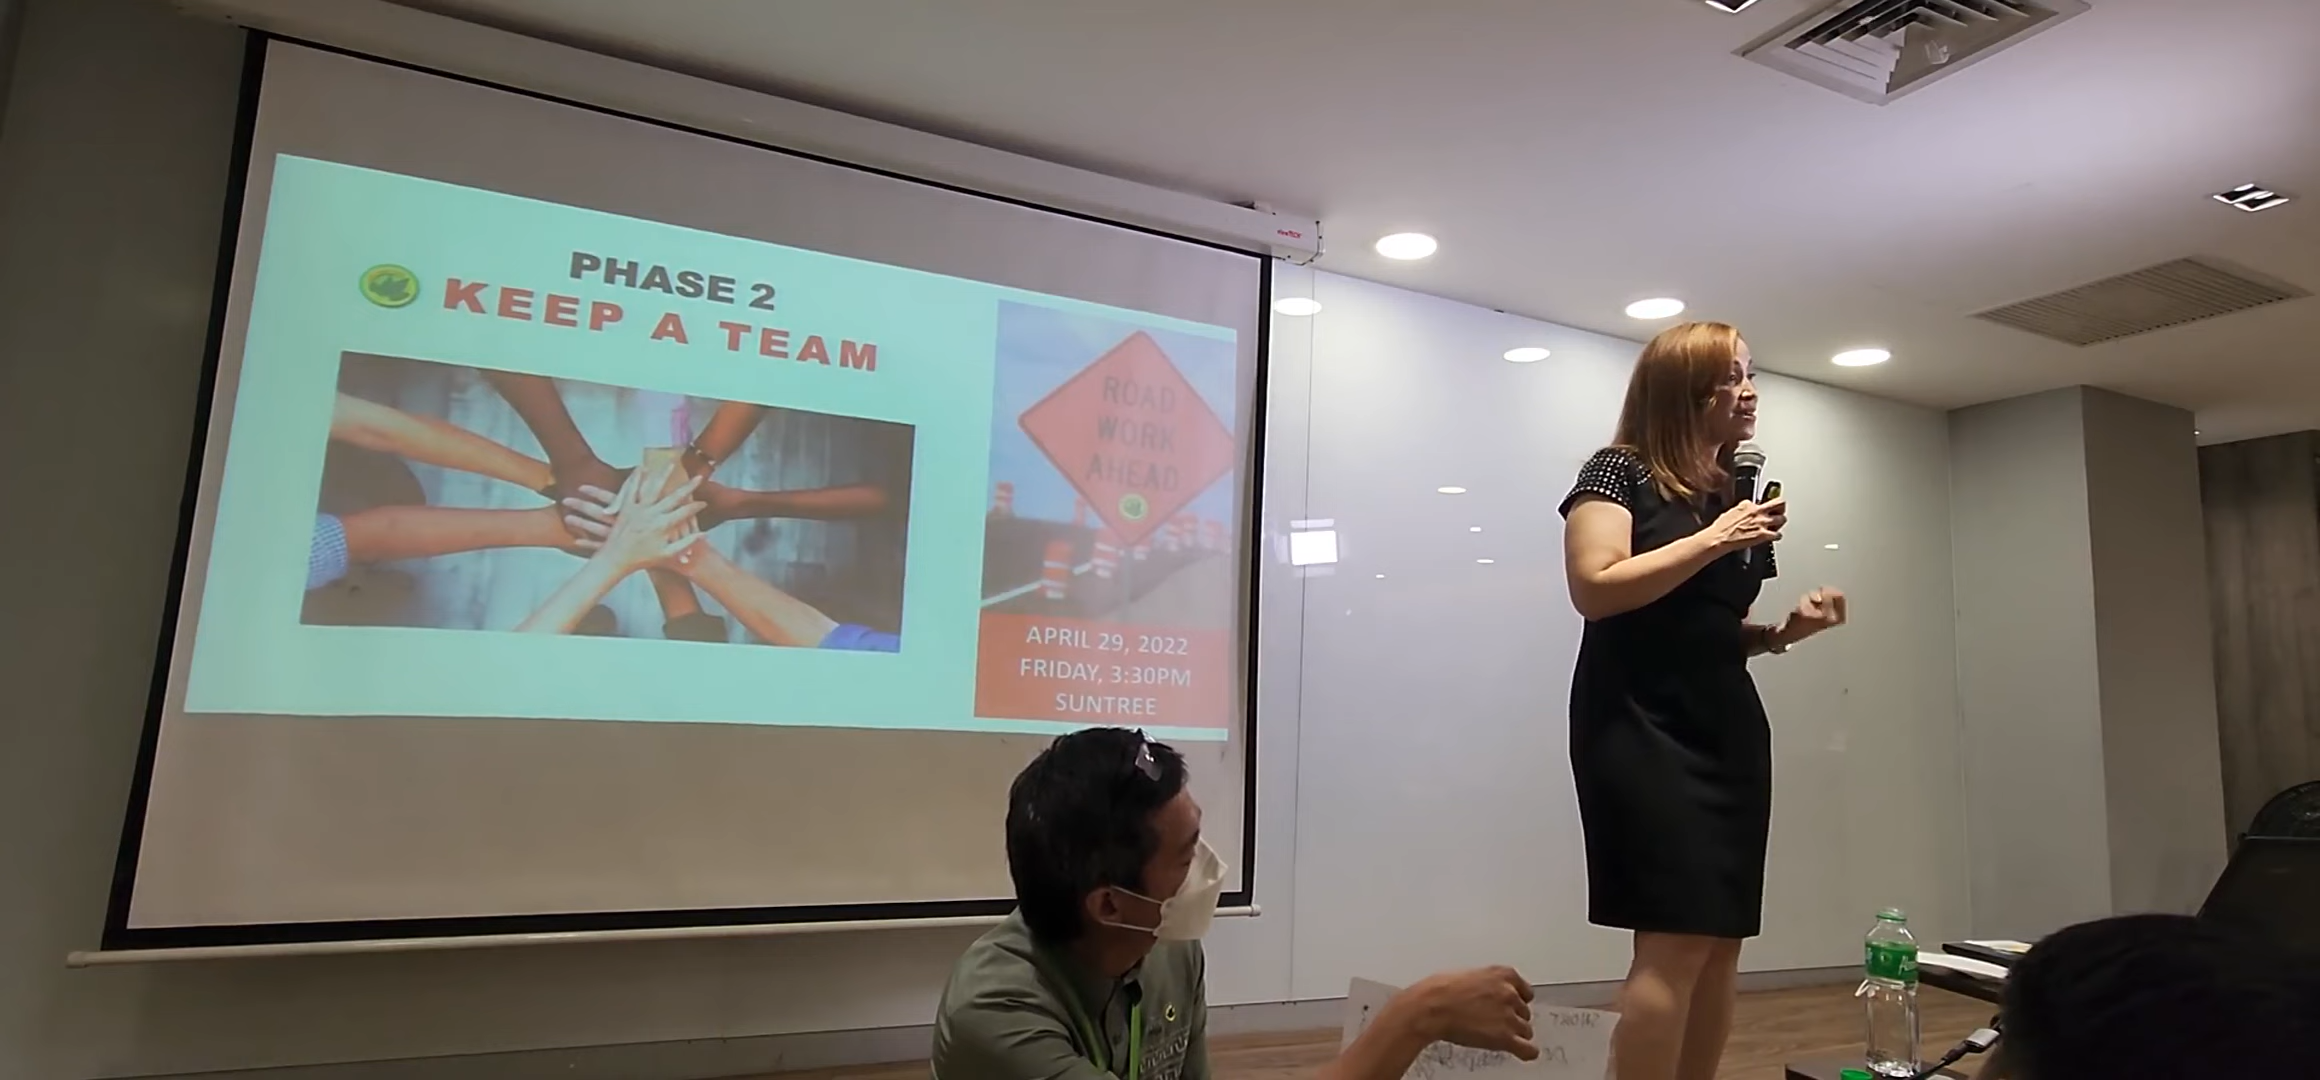 PHASE 2
KEEP A TEAM
ROAD
WORK
AHEAD
APRIL 29, 2022
FRIDAY, 3:30PM
SUNTREE